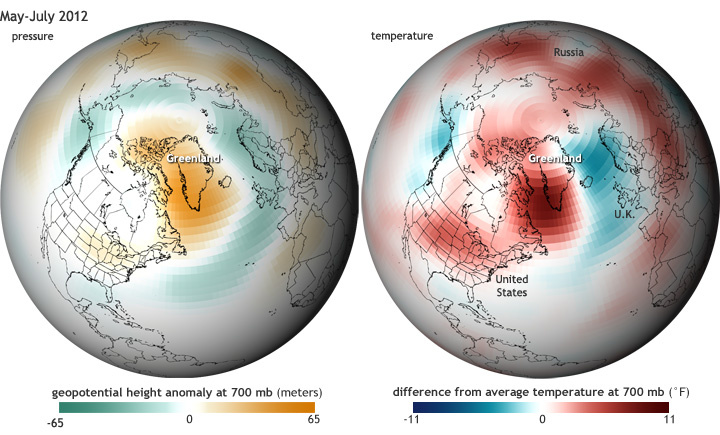 May-July 2012
pressure
temperature
Russia
Greenland
Greenland
U.K.
United
States
geopotential height anomaly at 700 mb (meters)
-65 0 65
difference from average temperature at 700 mb (˚F)
-11 0 11